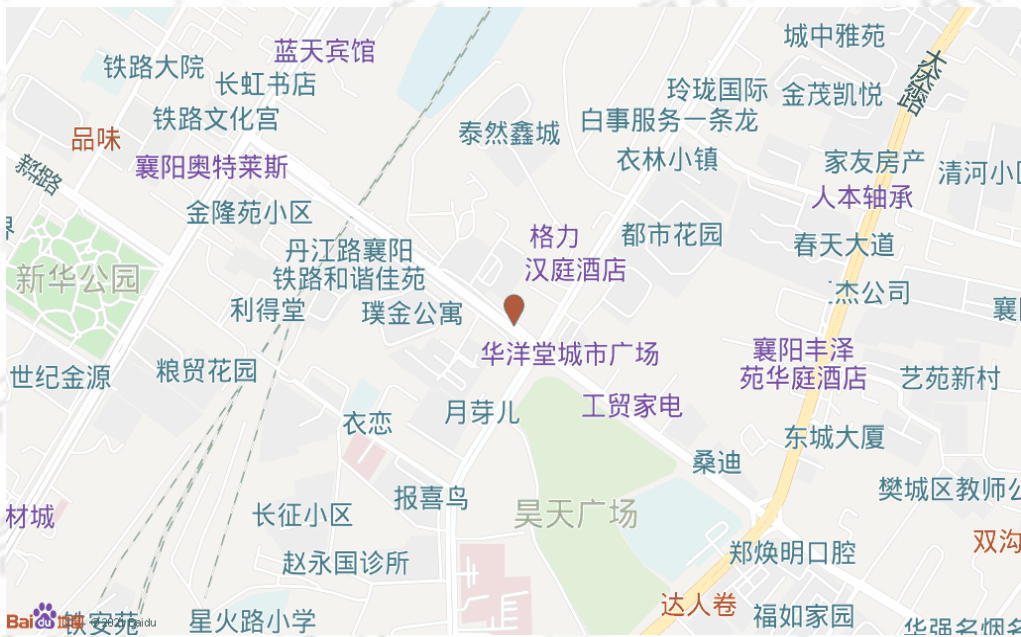 城中雅苑
蓝天宾馆
铁路大院
长虹书店
玲珑国际
金茂凯悦
铁路文化宫
白事服务一条龙
品味
泰然鑫城
衣林小镇
家友房产
襄阳奥特莱斯
清河小区
人本轴承
金隆苑小区
格力
都市花园
丹江路襄阳
铁路和谐佳苑
春天大道
汉庭酒店
新华公园
杰公司
利得堂
璞金公寓
华洋堂城市广场
襄阳丰泽
苑华庭酒店
世纪金源
粮贸花园
艺苑新村
工贸家电
月芽儿
衣恋
东城大厦
桑迪
樊城区教师公
报喜鸟
材城
长征小区
昊天广场
双沟
郑焕明口腔
赵永国诊所
达人卷
福如家园
铁安苑
星火路小学
Baidu地图
© 2021 Baidu